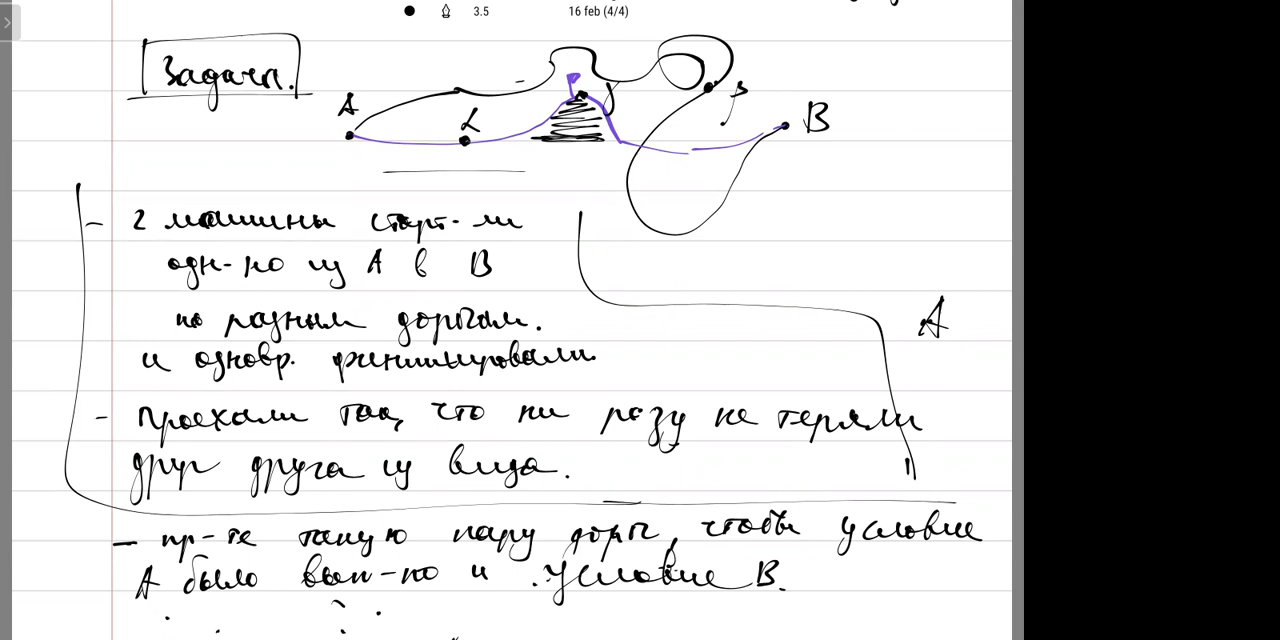 3.5 16 feb (4/4)
Задача.
A
L
B
- 2 машины старт-ли
одн-но из A в B
по разным дорогам.
и одновр. финишировали.
A
- Проехали так, что ни разу не теряли
друг друга из вида.
- пр-те такую пару дорог, чтобы условие
A было вып-но и условие B.